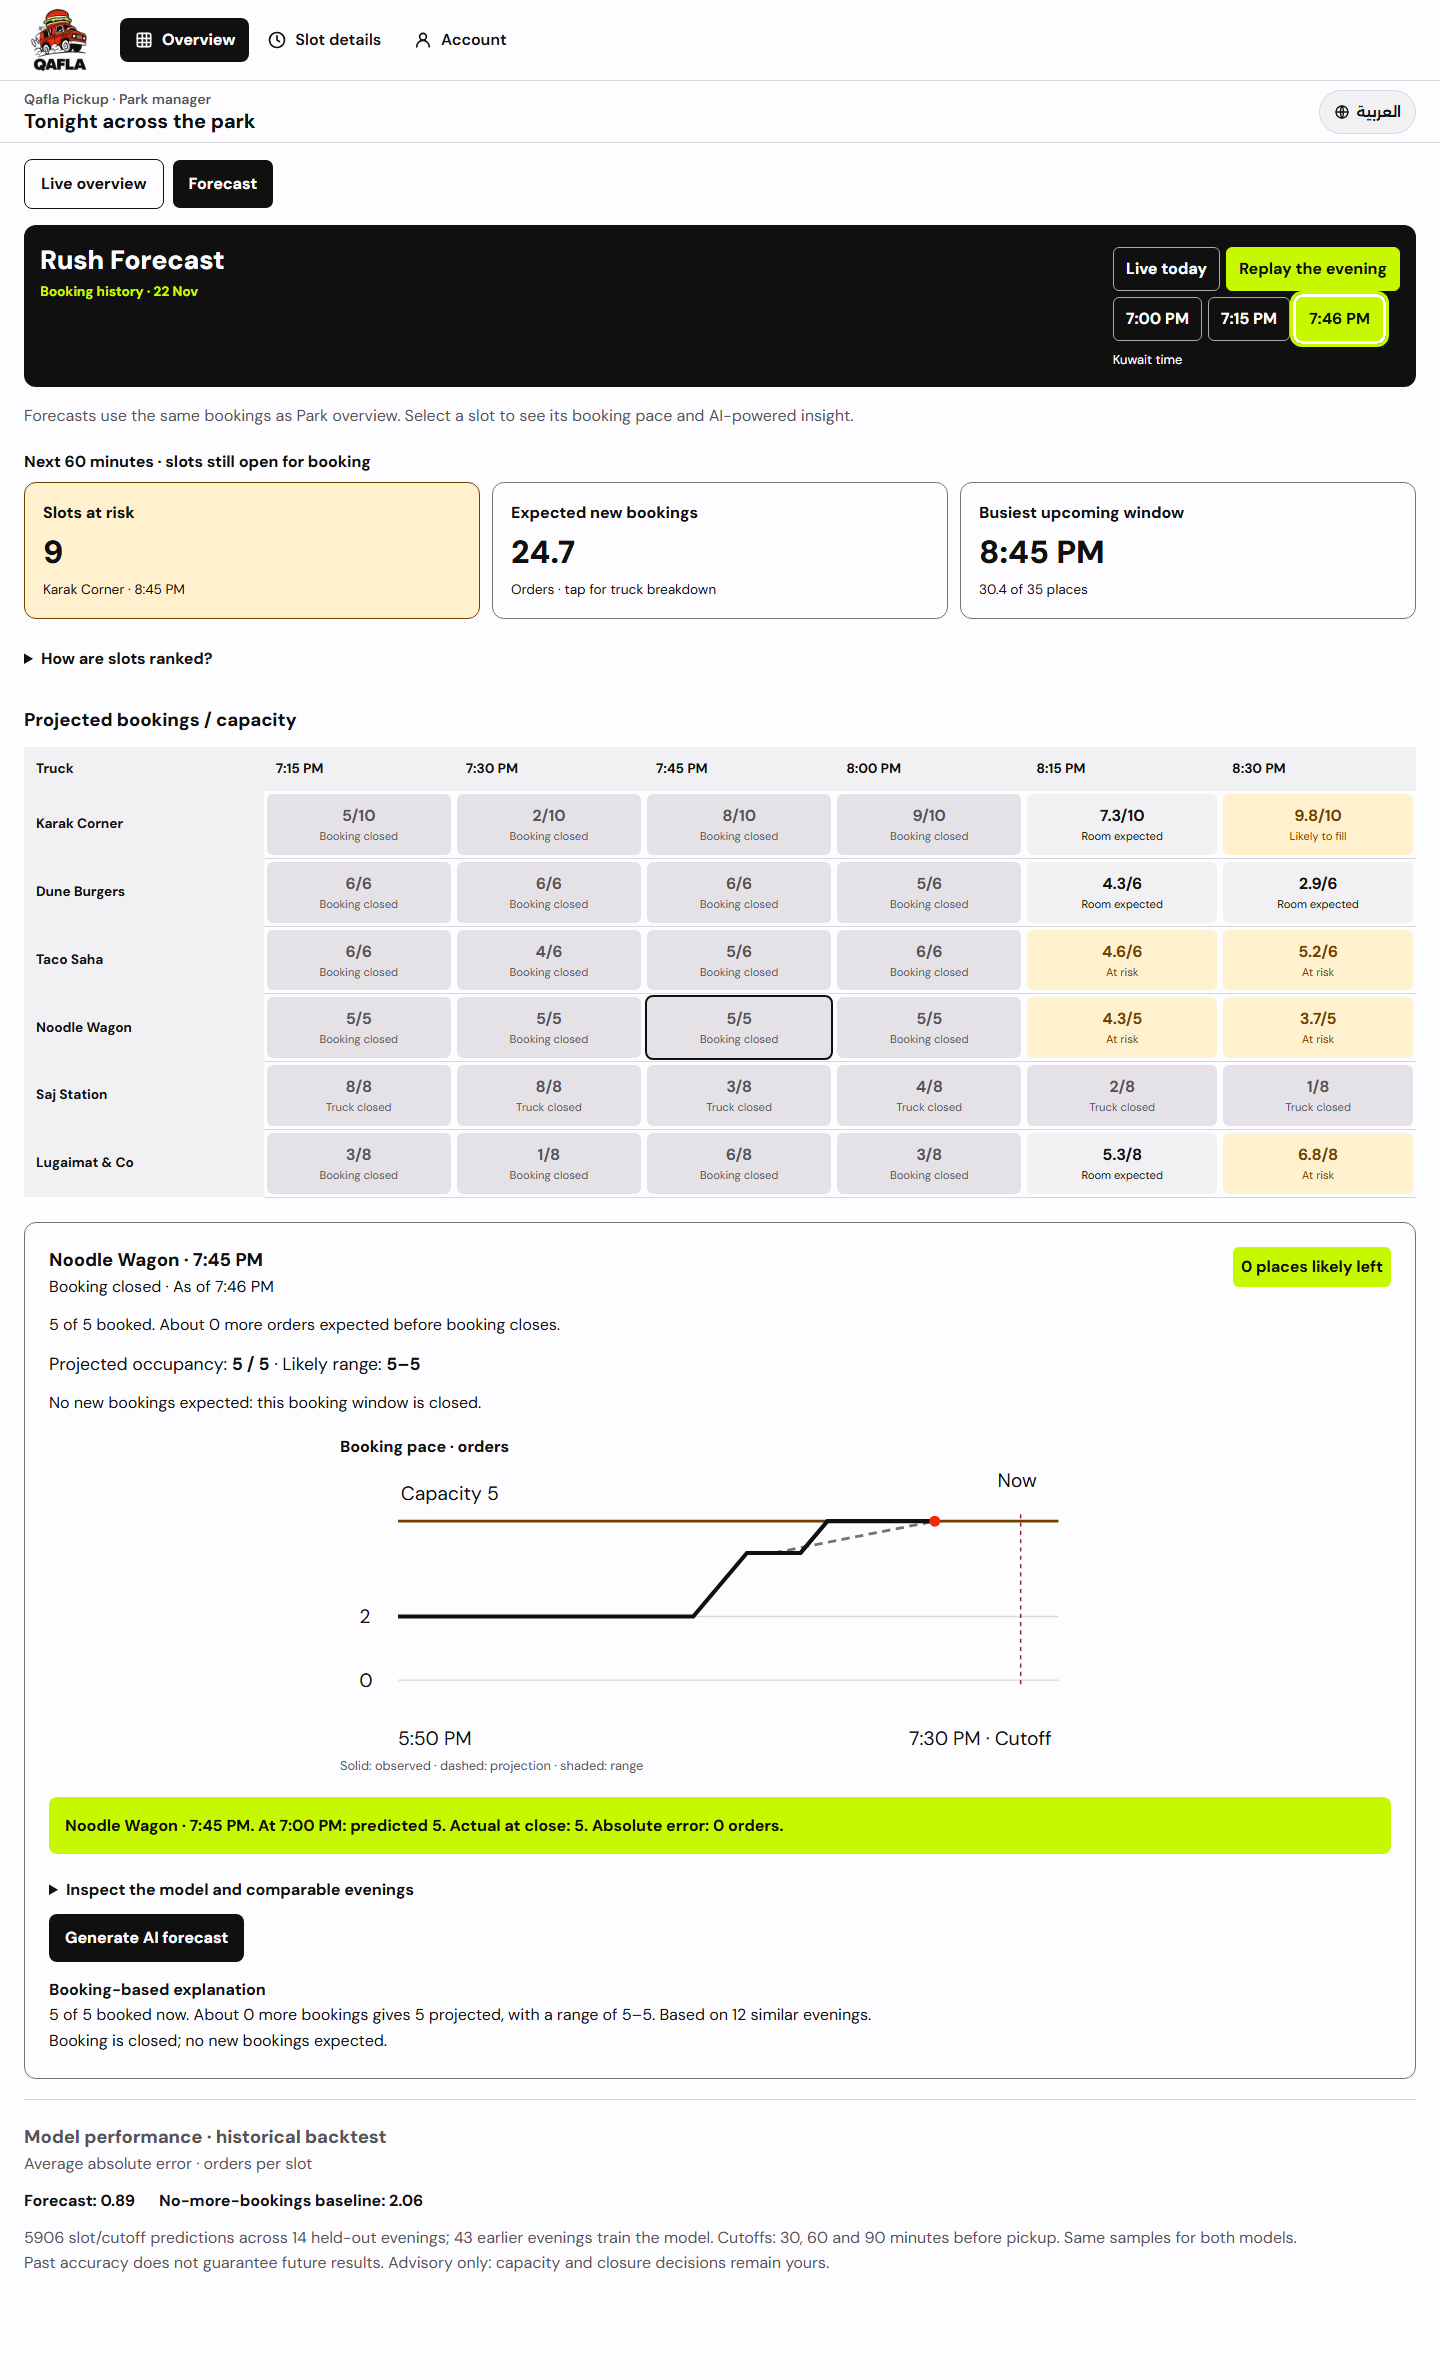 QAFLA
Overview
Slot details
Account
Qafla Pickup · Park manager
Tonight across the park
العربية
Live overview
Forecast
Rush Forecast
Booking history · 22 Nov
Live today
Replay the evening
7:00 PM
7:15 PM
7:46 PM
Kuwait time
Forecasts use the same bookings as Park overview. Select a slot to see its booking pace and AI-powered insight.
Next 60 minutes · slots still open for booking
Slots at risk
9
Karak Corner · 8:45 PM
Expected new bookings
24.7
Orders · tap for truck breakdown
Busiest upcoming window
8:45 PM
30.4 of 35 places
How are slots ranked?
Projected bookings / capacity
Truck 7:15 PM 7:30 PM 7:45 PM 8:00 PM 8:15 PM 8:30 PM
Karak Corner 5/10 2/10 8/10 9/10 7.3/10 9.8/10
Booking closed Booking closed Booking closed Booking closed Room expected Likely to fill
Dune Burgers 6/6 6/6 6/6 5/6 4.3/6 2.9/6
Booking closed Booking closed Booking closed Booking closed Room expected Room expected
Taco Saha 6/6 4/6 5/6 6/6 4.6/6 5.2/6
Booking closed Booking closed Booking closed Booking closed At risk At risk
Noodle Wagon 5/5 5/5 5/5 5/5 4.3/5 3.7/5
Booking closed Booking closed Booking closed Booking closed At risk At risk
Saj Station 8/8 8/8 3/8 4/8 2/8 1/8
Truck closed Truck closed Truck closed Truck closed Truck closed Truck closed
Lugaimat & Co 3/8 1/8 6/8 3/8 5.3/8 6.8/8
Booking closed Booking closed Booking closed Booking closed Room expected At risk
Noodle Wagon · 7:45 PM
0 places likely left
Booking closed · As of 7:46 PM
5 of 5 booked. About 0 more orders expected before booking closes.
Projected occupancy: 5 / 5 · Likely range: 5–5
No new bookings expected: this booking window is closed.
Booking pace · orders
Now
Capacity 5
2
0
5:50 PM
7:30 PM · Cutoff
Solid: observed · dashed: projection · shaded: range
Noodle Wagon · 7:45 PM. At 7:00 PM: predicted 5. Actual at close: 5. Absolute error: 0 orders.
Inspect the model and comparable evenings
Generate AI forecast
Booking-based explanation
5 of 5 booked now. About 0 more bookings gives 5 projected, with a range of 5–5. Based on 12 similar evenings.
Booking is closed; no new bookings expected.
Model performance · historical backtest
Average absolute error · orders per slot
Forecast: 0.89 No-more-bookings baseline: 2.06
5906 slot/cutoff predictions across 14 held-out evenings; 43 earlier evenings train the model. Cutoffs: 30, 60 and 90 minutes before pickup. Same samples for both models.
Past accuracy does not guarantee future results. Advisory only: capacity and closure decisions remain yours.